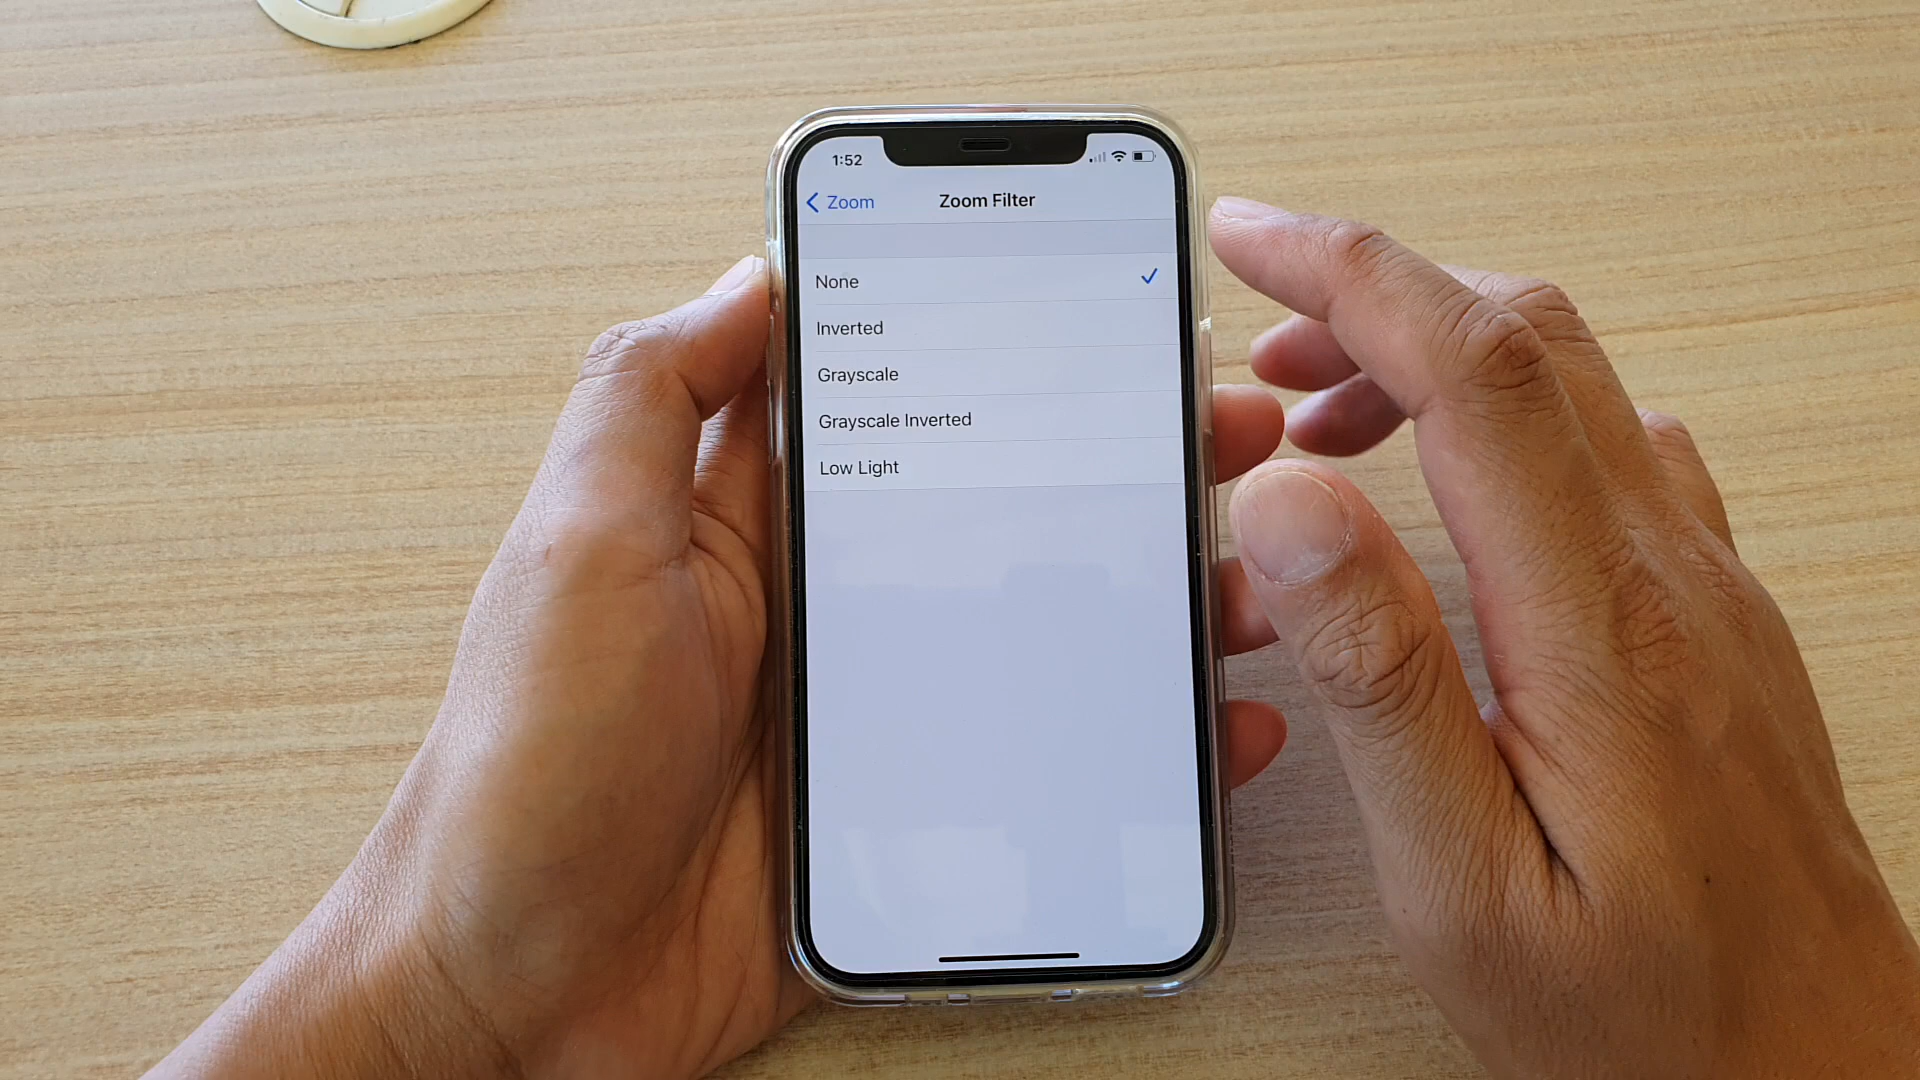 1:52
Zoom
Zoom Filter
None
Inverted
Grayscale
Grayscale Inverted
Low Light